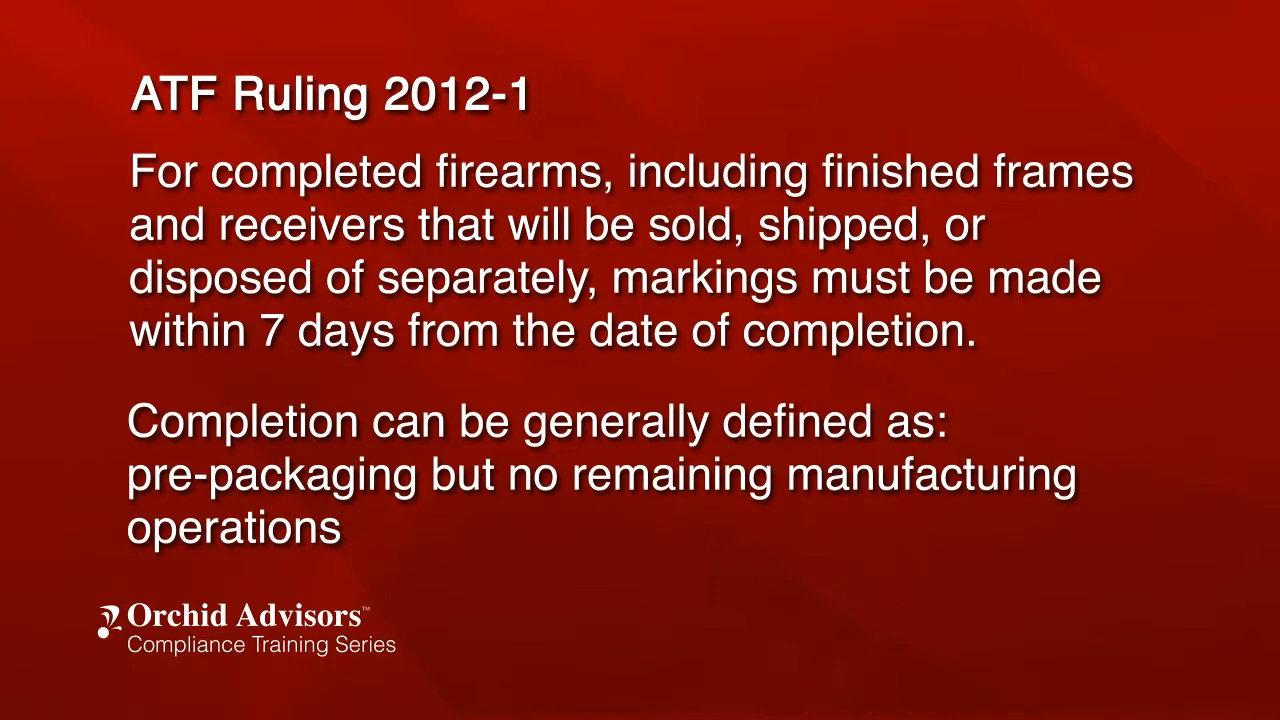 ATF Ruling 2012-1
For completed firearms, including finished frames
and receivers that will be sold, shipped, or
disposed of separately, markings must be made
within 7 days from the date of completion.
Completion can be generally defined as:
pre-packaging but no remaining manufacturing
operations
Orchid Advisors™
Compliance Training Series